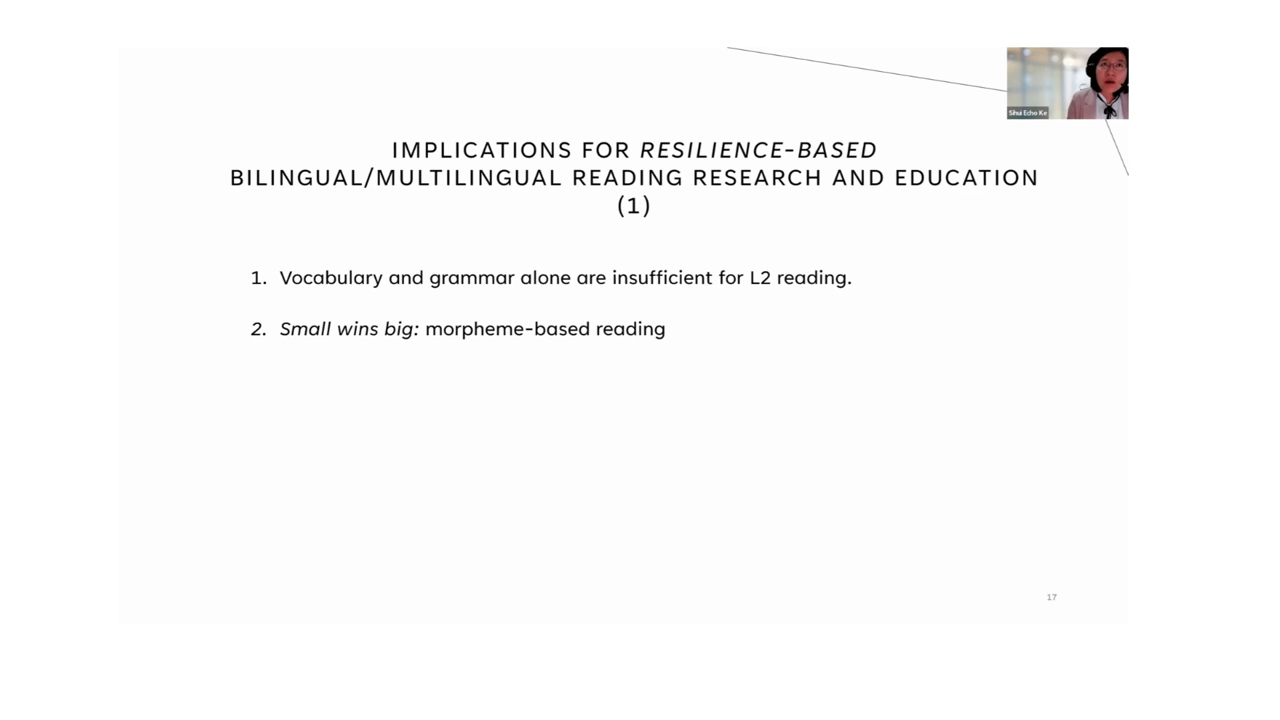 Sihui Echo Ke
IMPLICATIONS FOR RESILIENCE-BASED
BILINGUAL/MULTILINGUAL READING RESEARCH AND EDUCATION
(1)
1. Vocabulary and grammar alone are insufficient for L2 reading.
2. Small wins big: morpheme-based reading
17